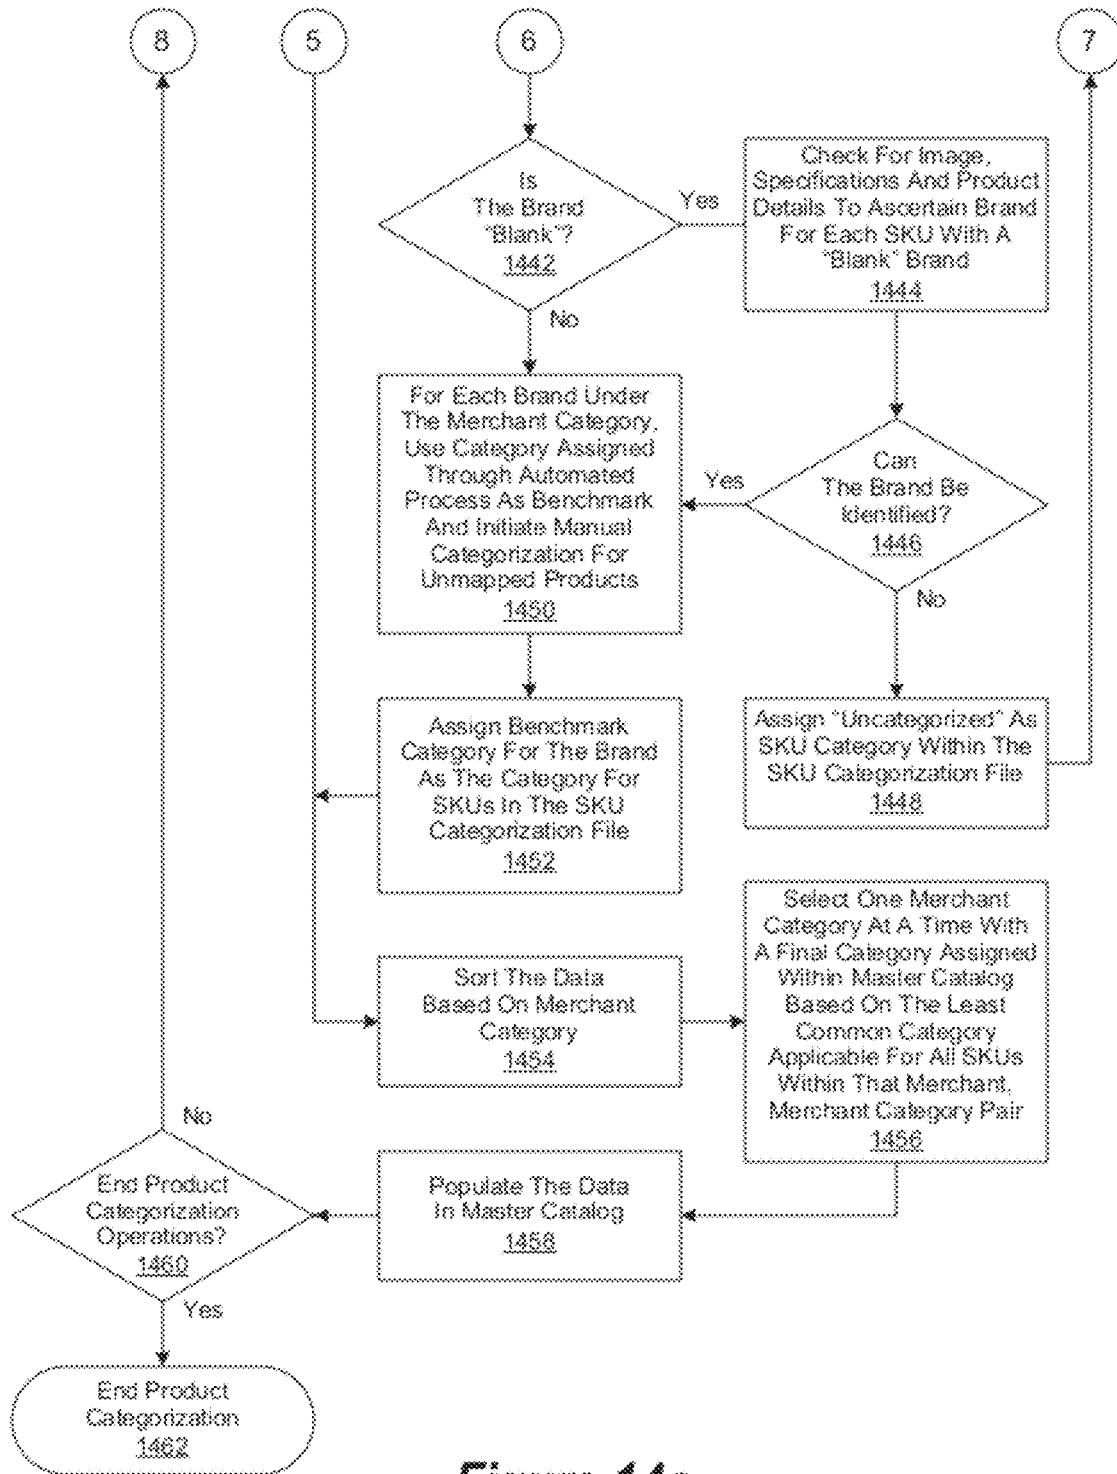 8
5
6
7
Is
The Brand
"Blank"?
1442
Yes
No
Check For Image,
Specifications And Product
Details To Ascertain Brand
For Each SKU With A
"Blank" Brand
1444
For Each Brand Under
The Merchant Category,
Use Category Assigned
Through Automated
Process As Benchmark
And Initiate Manual
Categorization For
Unmapped Products
1450
Yes
Can
The Brand Be
Identified?
1446
No
Assign Benchmark
Category For The Brand
As The Category For
SKUs In The SKU
Categorization File
1452
Assign "Uncategorized" As
SKU Category Within The
SKU Categorization File
1448
Sort The Data
Based On Merchant
Category
1454
Select One Merchant
Category At A Time With
A Final Category Assigned
Within Master Catalog
Based On The Least
Common Category
Applicable For All SKUs
Within That Merchant,
Merchant Category Pair
1456
No
End Product
Categorization
Operations?
1460
Yes
Populate The Data
In Master Catalog
1458
End Product
Categorization
1462